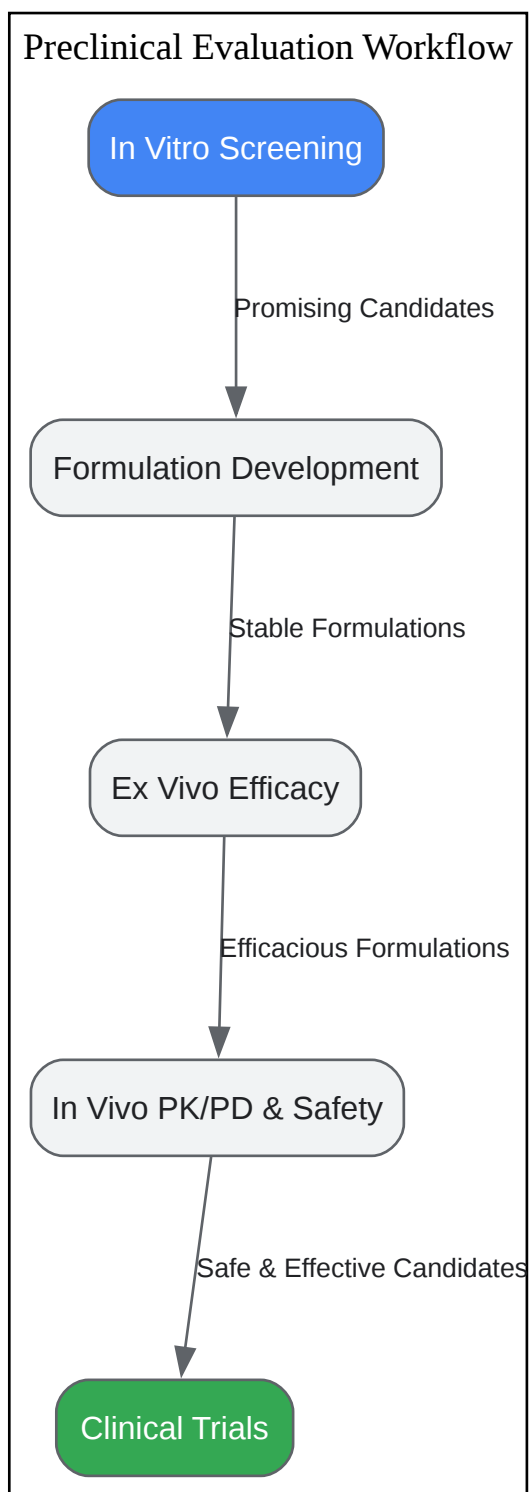 Preclinical Evaluation Workflow
In Vitro Screening
Promising Candidates
Formulation Development
Stable Formulations
Ex Vivo Efficacy
Efficacious Formulations
In Vivo PK/PD & Safety
Safe & Effective Candidates
Clinical Trials